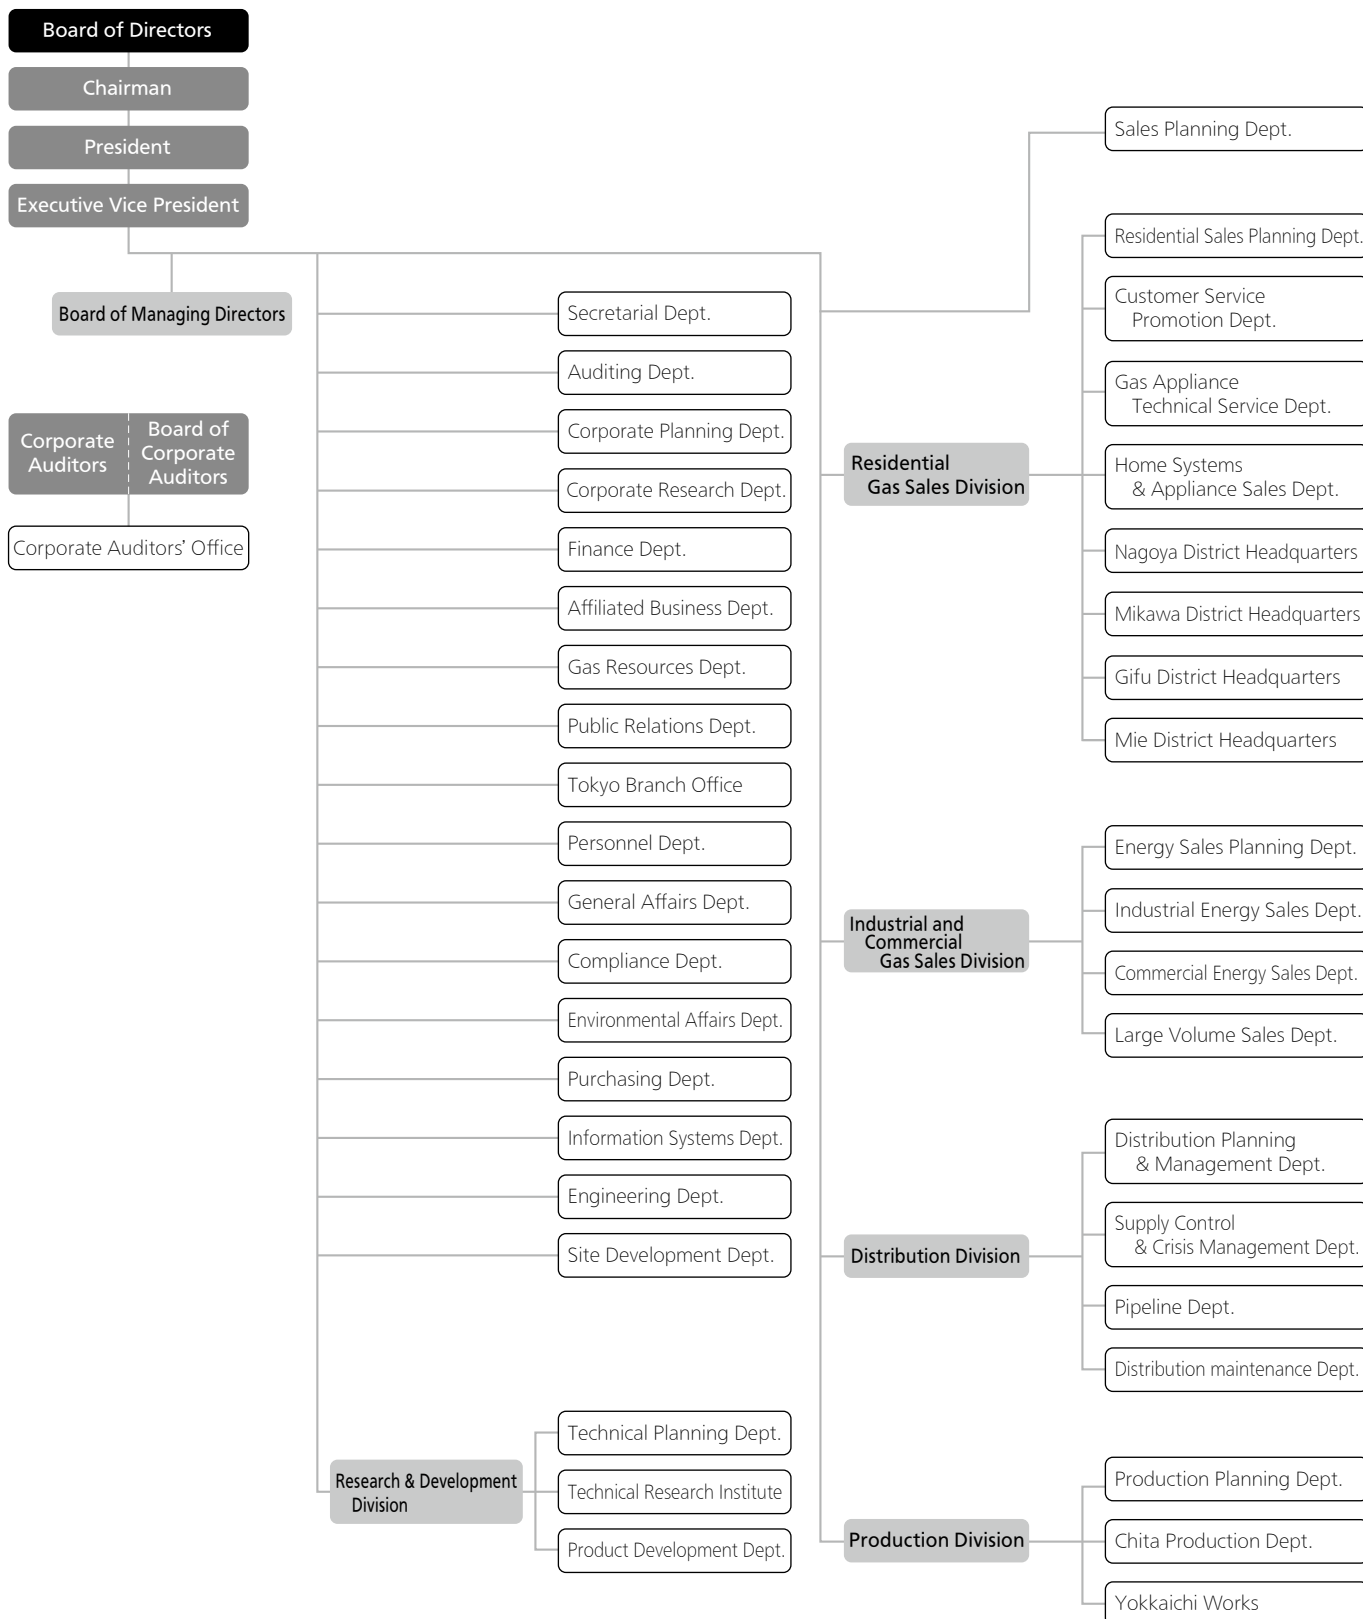 Board of Directors
Chairman
President
Executive Vice President
Board of Managing Directors
Corporate
Auditors
Board of
Corporate
Auditors
Corporate Auditors’ Office
Secretarial Dept.
Auditing Dept.
Corporate Planning Dept.
Corporate Research Dept.
Finance Dept.
Affiliated Business Dept.
Gas Resources Dept.
Public Relations Dept.
Tokyo Branch Office
Personnel Dept.
General Affairs Dept.
Compliance Dept.
Environmental Affairs Dept.
Purchasing Dept.
Information Systems Dept.
Engineering Dept.
Site Development Dept.
Research & Development
Division
Technical Planning Dept.
Technical Research Institute
Product Development Dept.
Sales Planning Dept.
Residential
Gas Sales Division
Residential Sales Planning Dept.
Customer Service
Promotion Dept.
Gas Appliance
Technical Service Dept.
Home Systems
& Appliance Sales Dept.
Nagoya District Headquarters
Mikawa District Headquarters
Gifu District Headquarters
Mie District Headquarters
Industrial and
Commercial
Gas Sales Division
Energy Sales Planning Dept.
Industrial Energy Sales Dept.
Commercial Energy Sales Dept.
Large Volume Sales Dept.
Distribution Division
Distribution Planning
& Management Dept.
Supply Control
& Crisis Management Dept.
Pipeline Dept.
Distribution maintenance Dept.
Production Division
Production Planning Dept.
Chita Production Dept.
Yokkaichi Works